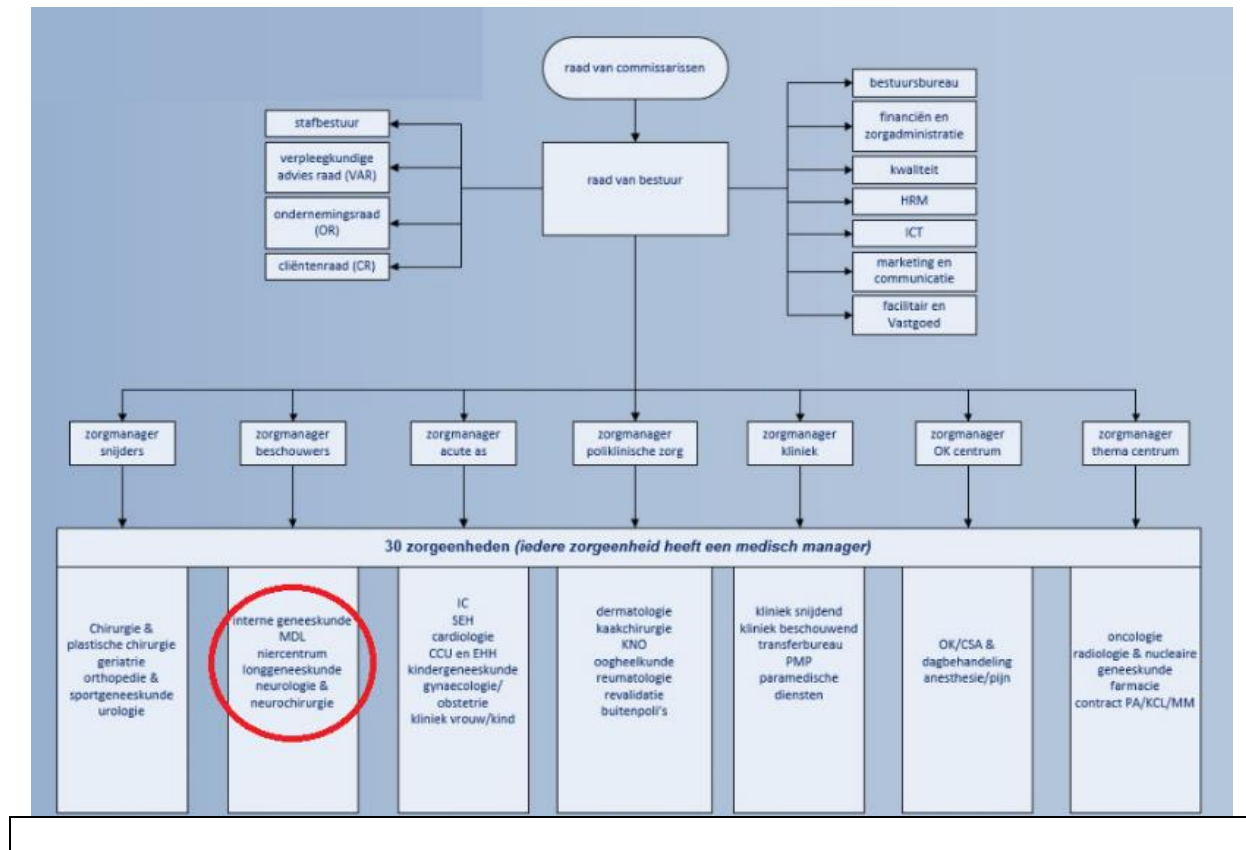 raad van commissarissen
stafbestuur
verpleegkundige
advies raad (VAR)
ondernemingsraad
(OR)
cliëntenraad (CR)
raad van bestuur
bestuursbureau
financiën en
zorgadministratie
kwaliteit
HRM
ICT
marketing en
communicatie
facilitair en
Vastgoed
zorgmanager
snijders
zorgmanager
beschouwers
zorgmanager
acute as
zorgmanager
poliklinische zorg
zorgmanager
kliniek
zorgmanager
OK centrum
zorgmanager
thema centrum
30 zorgeenheden (iedere zorgeenheid heeft een medisch manager)
Chirurgie &
plastische chirurgie
geriatrie
orthopedie &
sportgeneeskunde
urologie
interne geneeskunde
MDL
niercentrum
longgeneeskunde
neurologie &
neurochirurgie
IC
SEH
cardiologie
CCU en EHH
kindergeneeskunde
gynaecologie/
obstetrie
kliniek vrouw/kind
dermatologie
kaakchirurgie
KNO
oogheelkunde
reumatologie
revalidatie
buitenpoli's
kliniek snijdend
kliniek beschouwend
transferbureau
PMP
paramedische
diensten
OK/CSA &
dagbehandeling
anesthesie/pijn
oncologie
radiologie & nucleaire
geneeskunde
farmacie
contract PA/KCL/MM